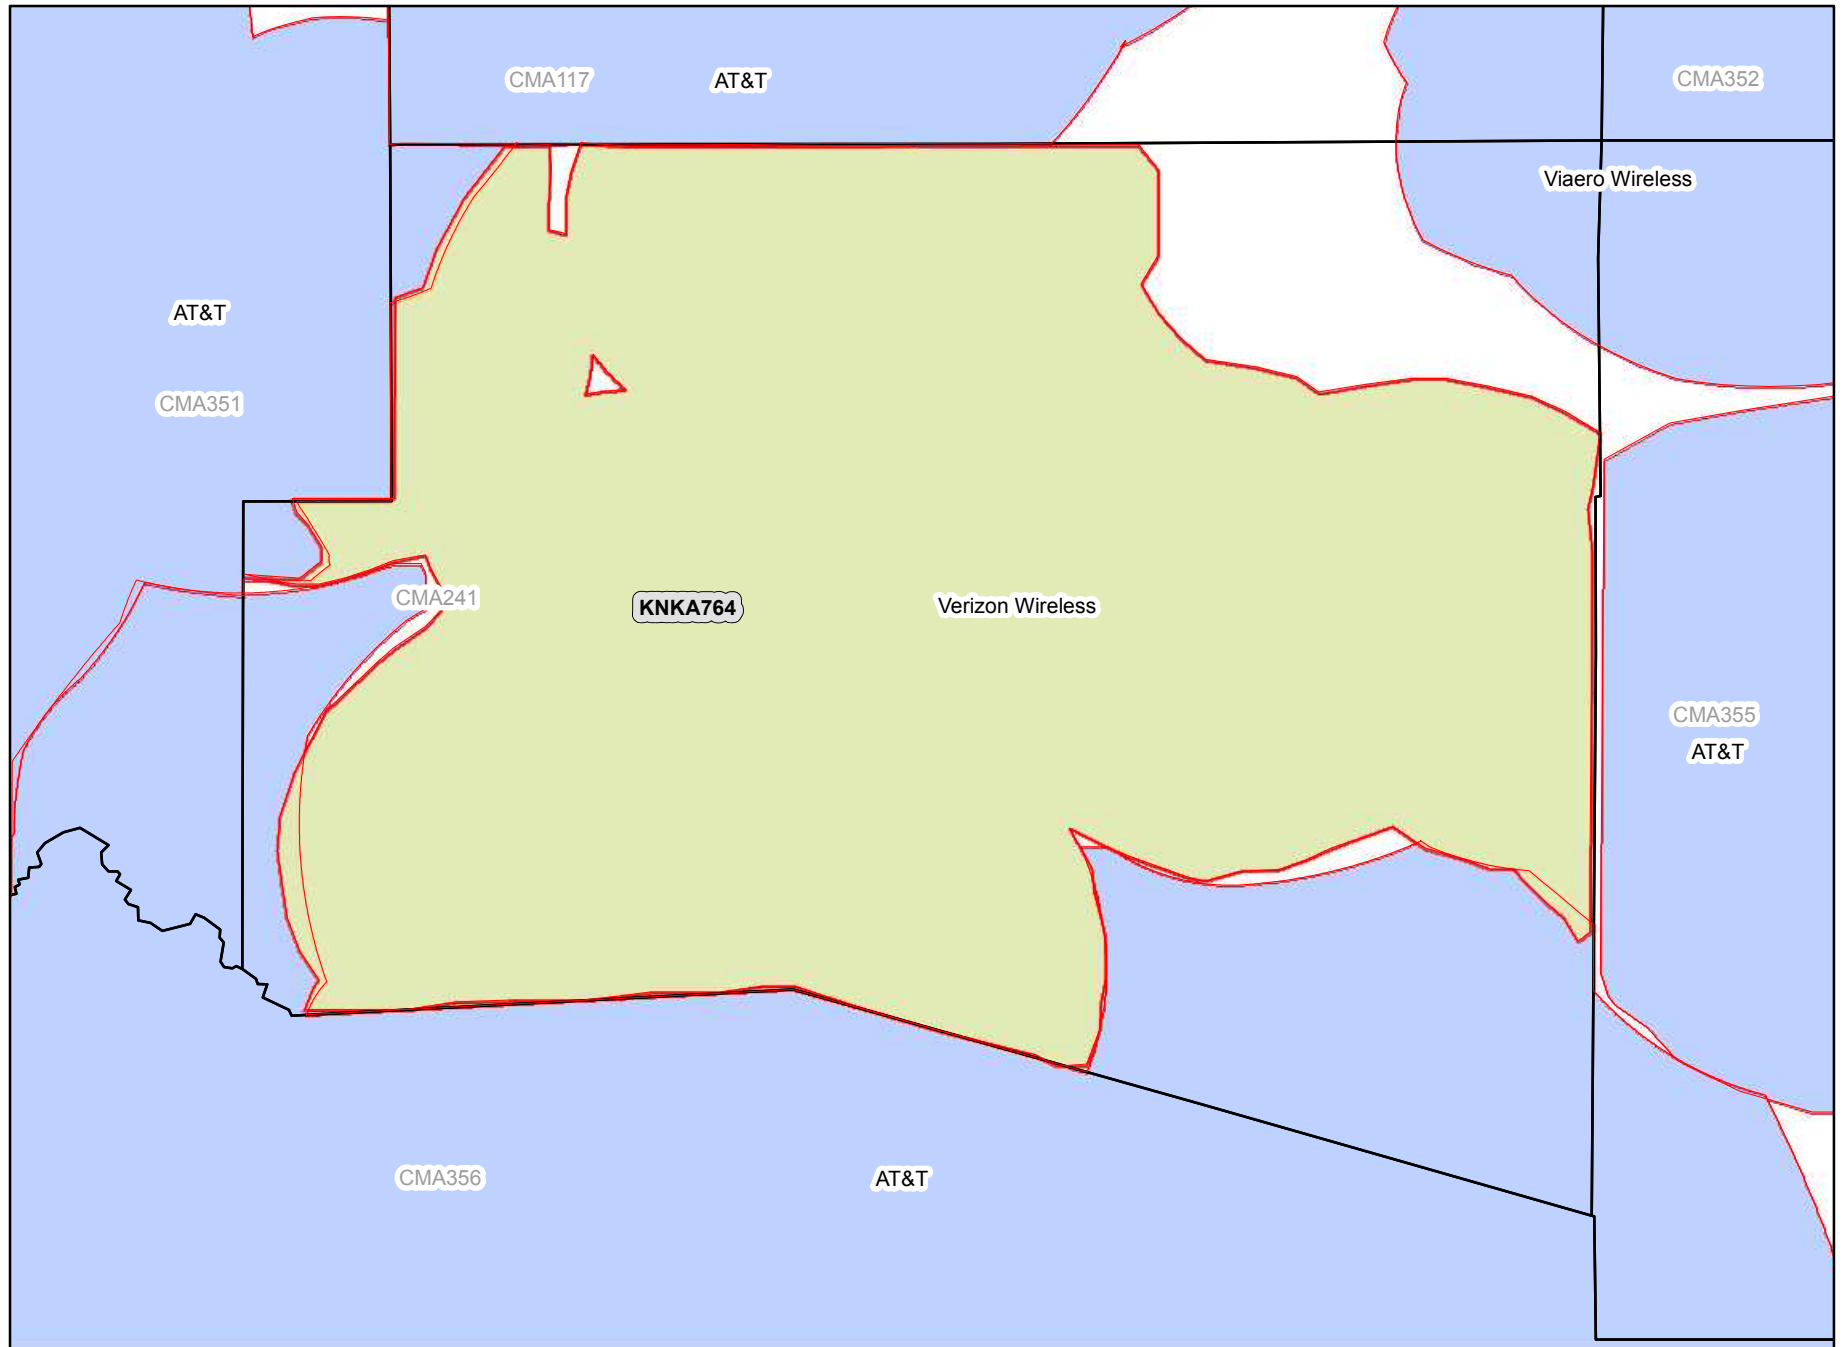 CMA117
AT&T
CMA352
Viaero Wireless
AT&T
CMA351
CMA241
KNKA764
Verizon Wireless
CMA355
AT&T
CMA356
AT&T